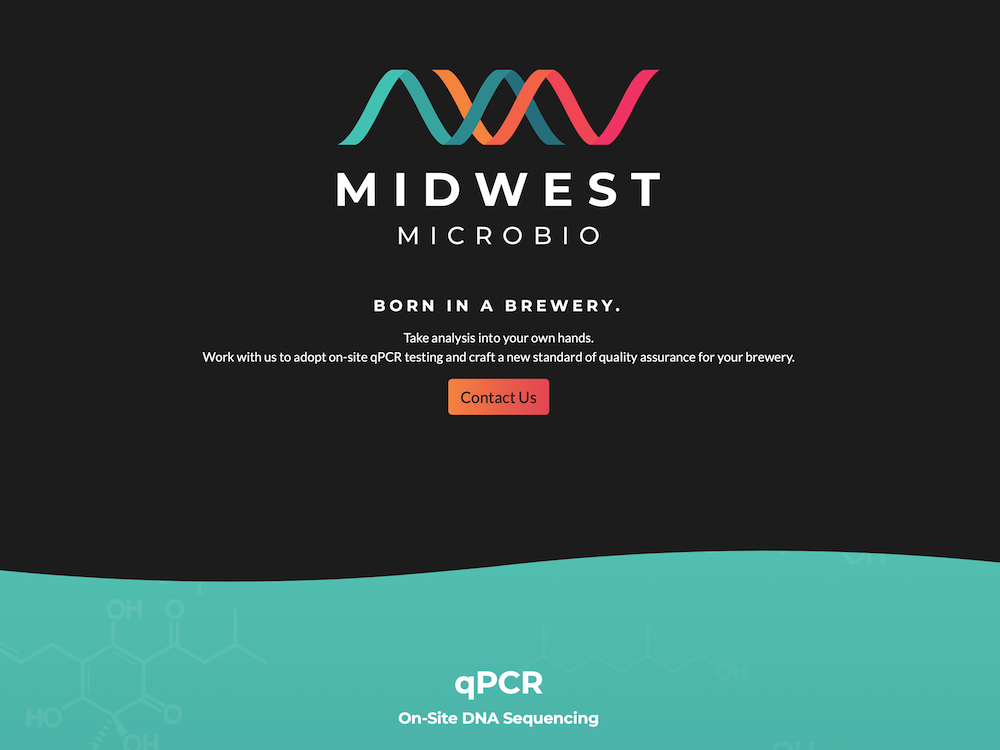 MIDWEST
MICROBIO
BORN IN A BREWERY.
Take analysis into your own hands.
Work with us to adopt on-site qPCR testing and craft a new standard of quality assurance for your brewery.
Contact Us
OH
OH O
OH
qPCR
HO O
On-Site DNA Sequencing
OH
OH